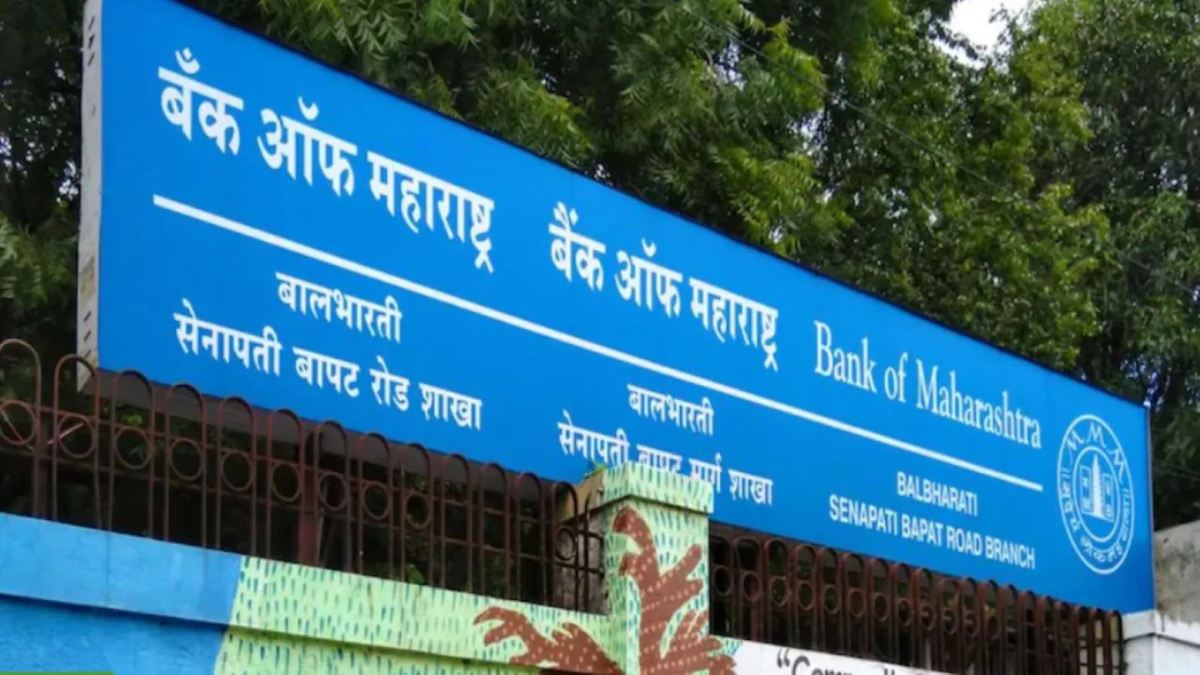 बँक ऑफ महाराष्ट्र
बैंक ऑफ महाराष्ट्र
Bank of Maharashtra
बालभारती
सेनापती बापट रोड शाखा
बालभारती
सेनापती बापट मार्ग शाखा
BALBHARATI
SENAPATI BAPAT ROAD BRANCH